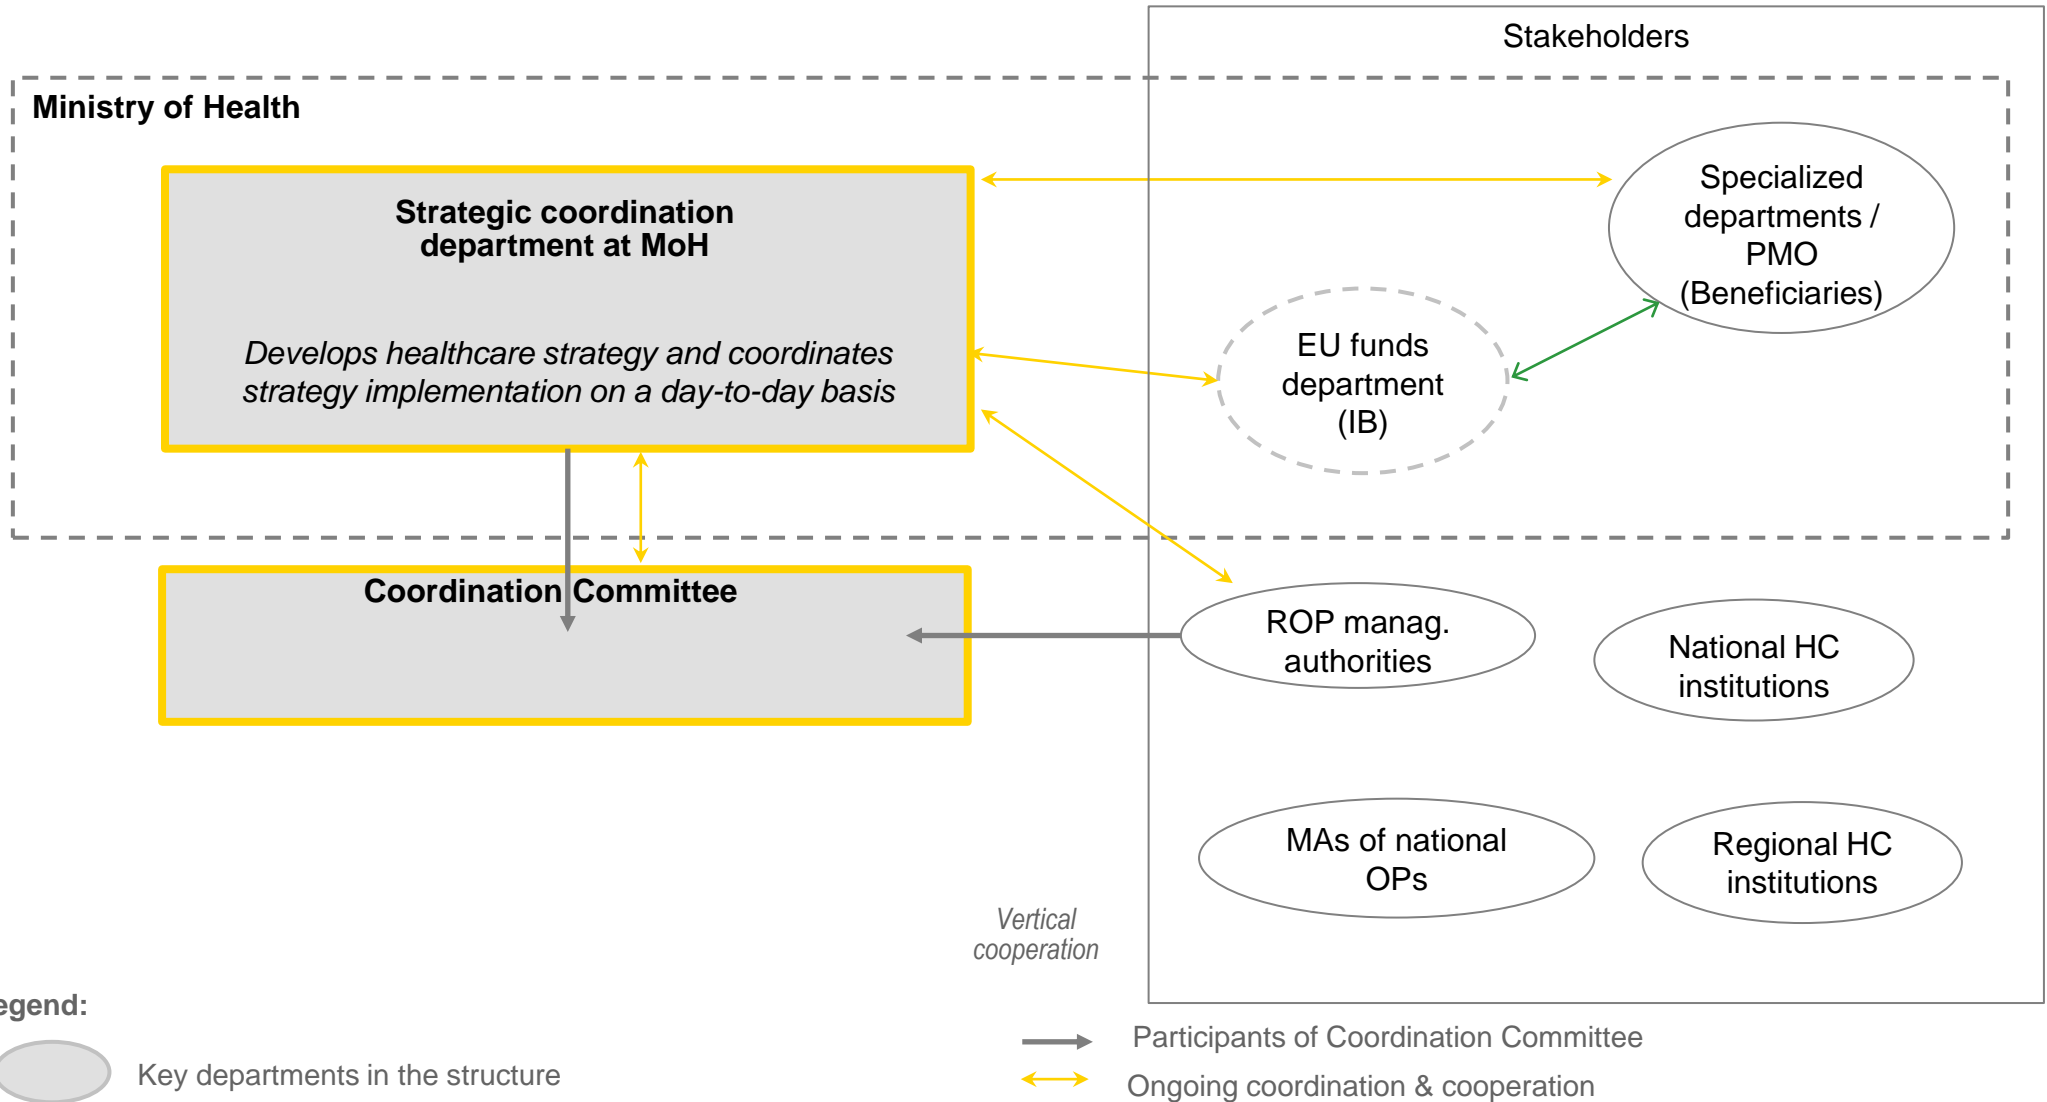 Stakeholders
Ministry of Health
Strategic coordination
department at MoH
Develops healthcare strategy and coordinates
strategy implementation on a day-to-day basis
Specialized
departments /
PMO
(Beneficiaries)
EU funds
department
(IB)
Coordination Committee
ROP manag.
authorities
National HC
institutions
MAs of national
OPs
Regional HC
institutions
Vertical
cooperation
egend:
Key departments in the structure
Participants of Coordination Committee
Ongoing coordination & cooperation